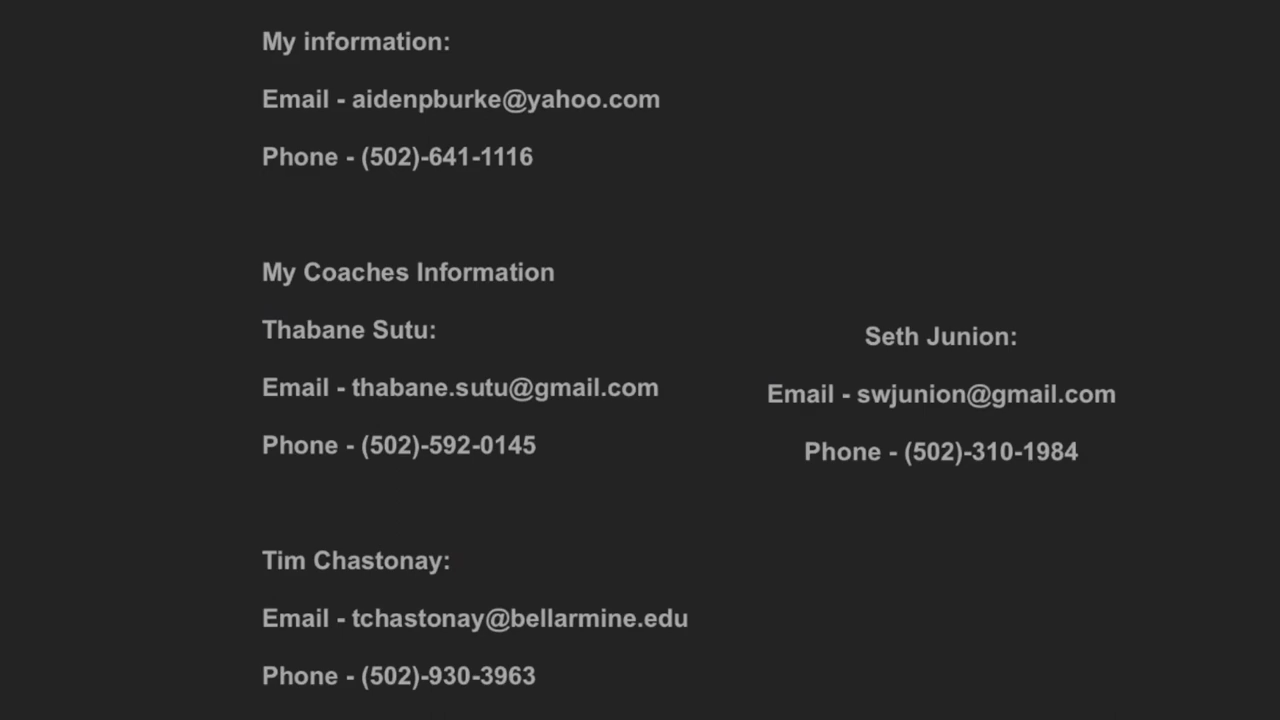 My information:
Email - aidenpburke@yahoo.com
Phone - (502)-641-1116
My Coaches Information
Thabane Sutu:
Email - thabane.sutu@gmail.com
Phone - (502)-592-0145
Seth Junion:
Email - swjunion@gmail.com
Phone - (502)-310-1984
Tim Chastonay:
Email - tchastonay@bellarmine.edu
Phone - (502)-930-3963